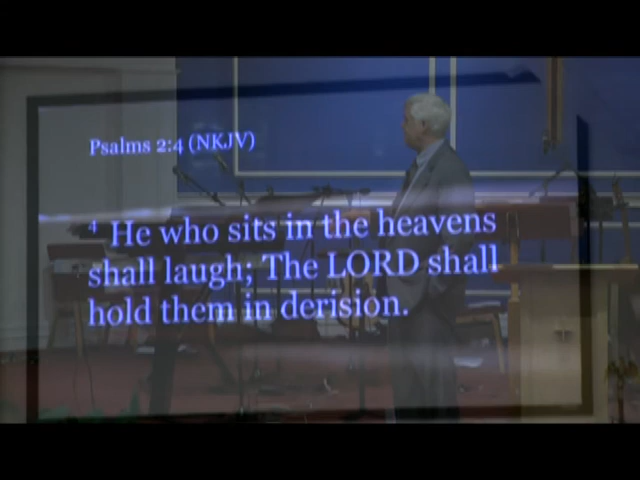 Psalms 2:4 (NKJV)
4 He who sits in the heavens
shall laugh; The LORD shall
hold them in derision.